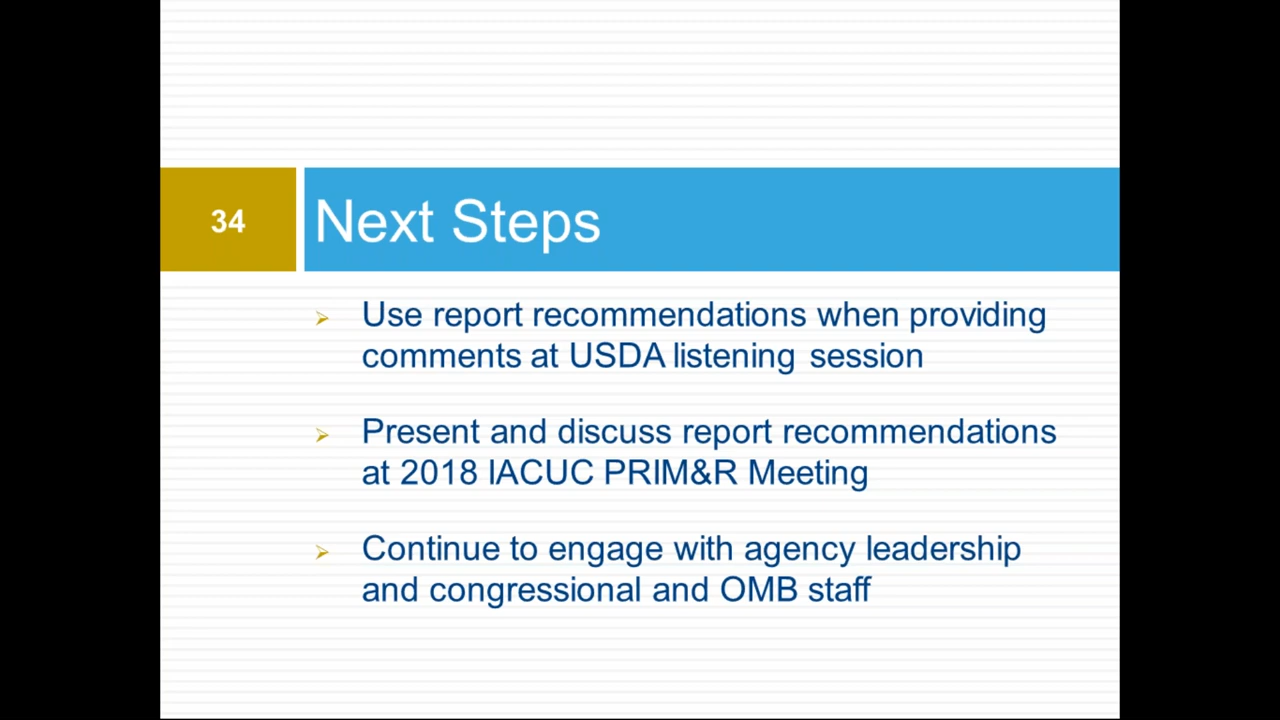 34
Next Steps
Use report recommendations when providing
comments at USDA listening session
Present and discuss report recommendations
at 2018 IACUC PRIM&R Meeting
Continue to engage with agency leadership
and congressional and OMB staff